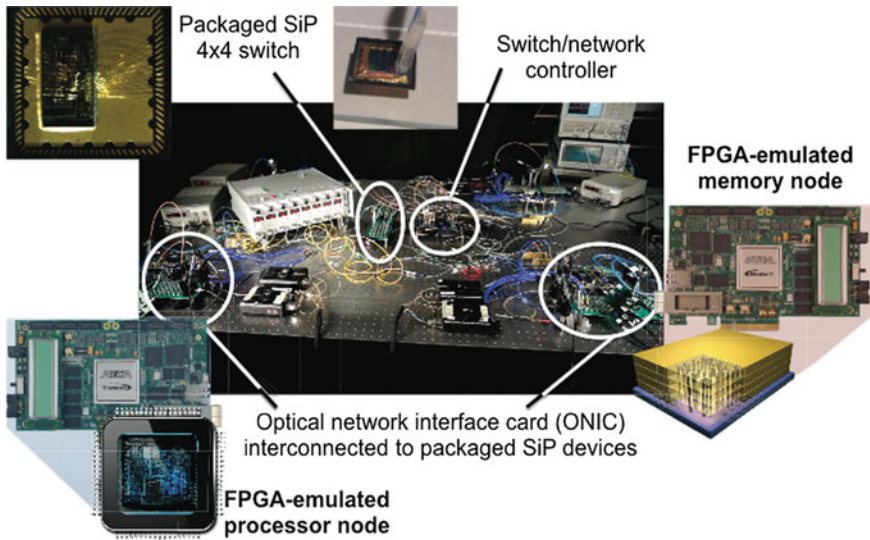 Packaged SiP
4x4 switch
Switch/network
controller
FPGA-emulated
memory node
Optical network interface card (ONIC)
interconnected to packaged SiP devices
FPGA-emulated
processor node